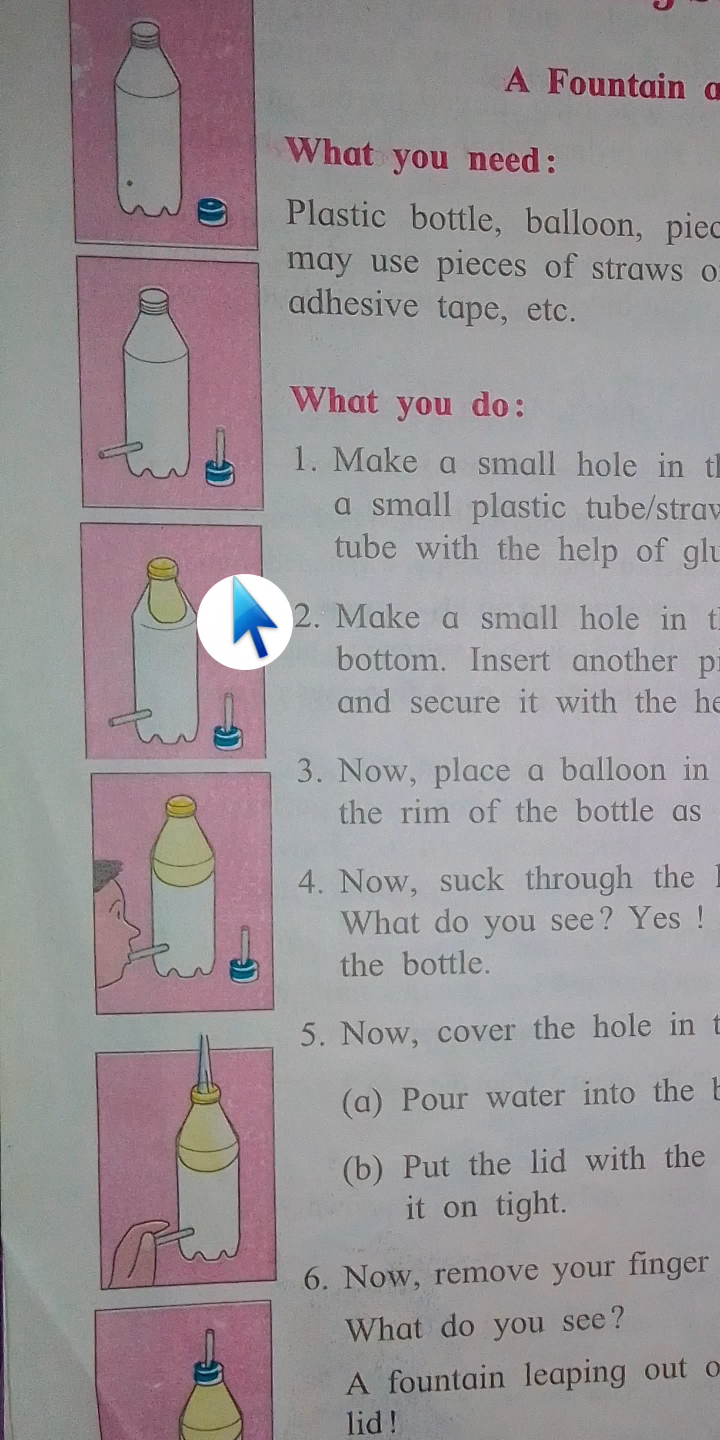 A Fountain
What you need:
Plastic bottle, balloon,
may use pieces of straws
adhesive tape, etc.
What you do:
1. Make a small hole in
a small plastic tube/straw
tube with the help of
2. Make a small hole in
bottom. Insert another
and secure it with the
3. Now, place a balloon in
the rim of the bottle as
4. Now, suck through the
What do you see? Yes !
the bottle.
5. Now, cover the hole in
(a) Pour water into the
(b) Put the lid with the
it on tight.
6. Now, remove your finger
What do you see?
A fountain leaping out
lid!